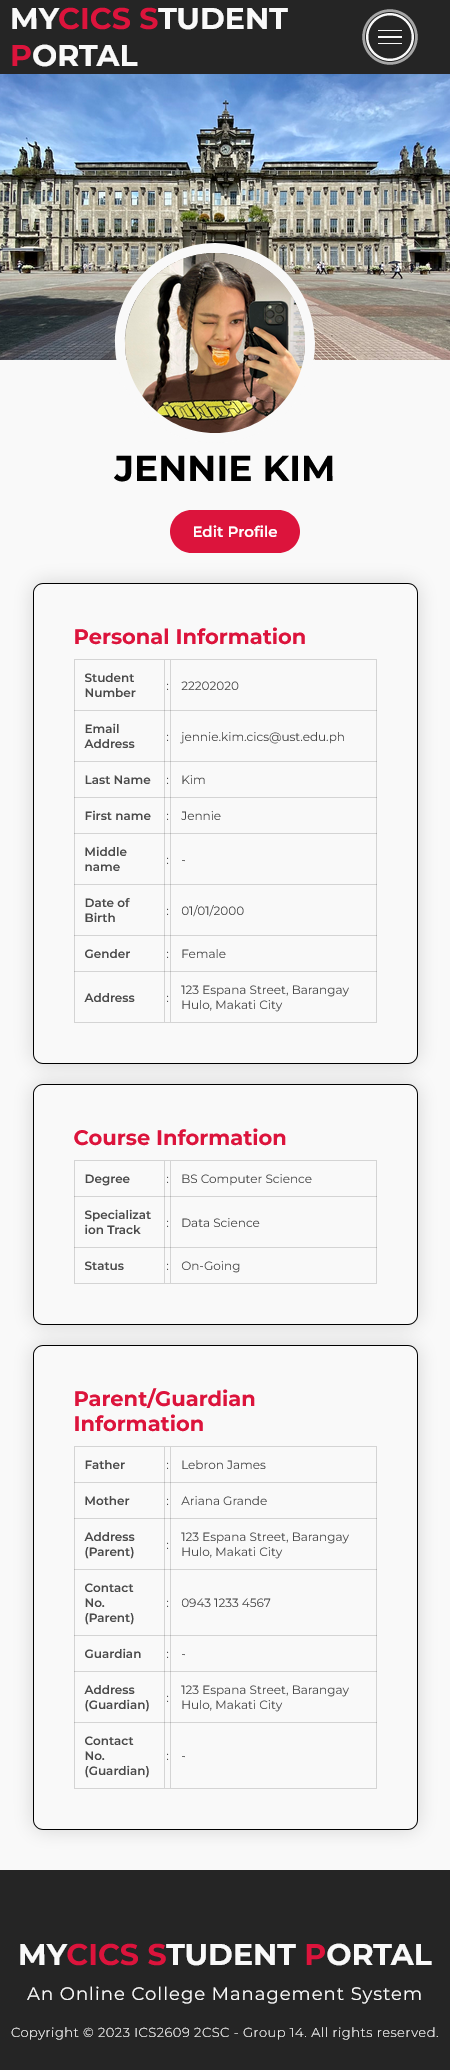 MYCICS STUDENT
PORTAL
JENNIE KIM
Edit Profile
Personal Information
Student
Number
:
22202020
Email
Address
:
jennie.kim.cics@ust.edu.ph
Last Name : Kim
First name : Jennie
Middle
name
:
-
Date of
Birth
:
01/01/2000
Gender : Female
Address
:
123 Espana Street, Barangay
Hulo, Makati City
Course Information
Degree : BS Computer Science
Specializat
ion Track
:
Data Science
Status : On-Going
Parent/Guardian
Information
Father : Lebron James
Mother : Ariana Grande
Address
(Parent)
:
123 Espana Street, Barangay
Hulo, Makati City
Contact
No.
(Parent)
:
0943 1233 4567
Guardian : -
Address
(Guardian)
:
123 Espana Street, Barangay
Hulo, Makati City
Contact
No.
(Guardian)
:
-
MYCICS STUDENT PORTAL
An Online College Management System
Copyright © 2023 ICS2609 2CSC - Group 14. All rights reserved.